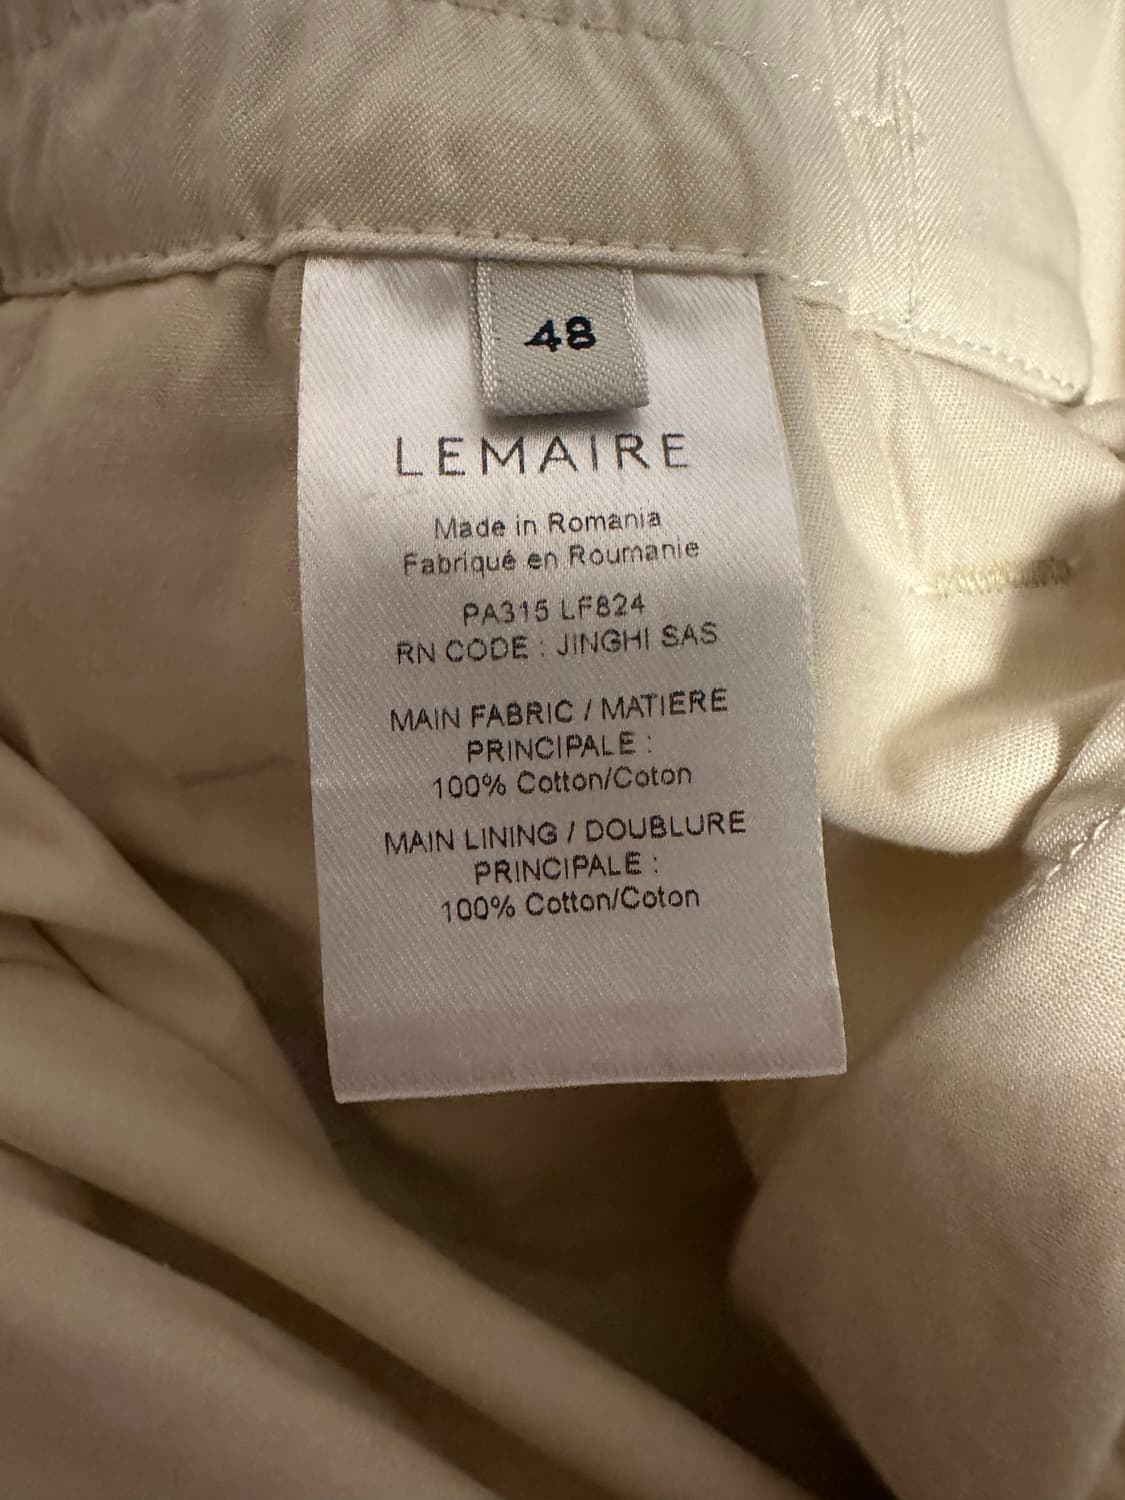 48
LEMAIRE
Made in Romania
Fabriqué en Roumanie
PA315 LF824
RN CODE : JINGHI SAS
MAIN FABRIC / MATIERE
PRINCIPALE :
100% Cotton/Coton
MAIN LINING / DOUBLURE
PRINCIPALE :
100% Cotton/Coton